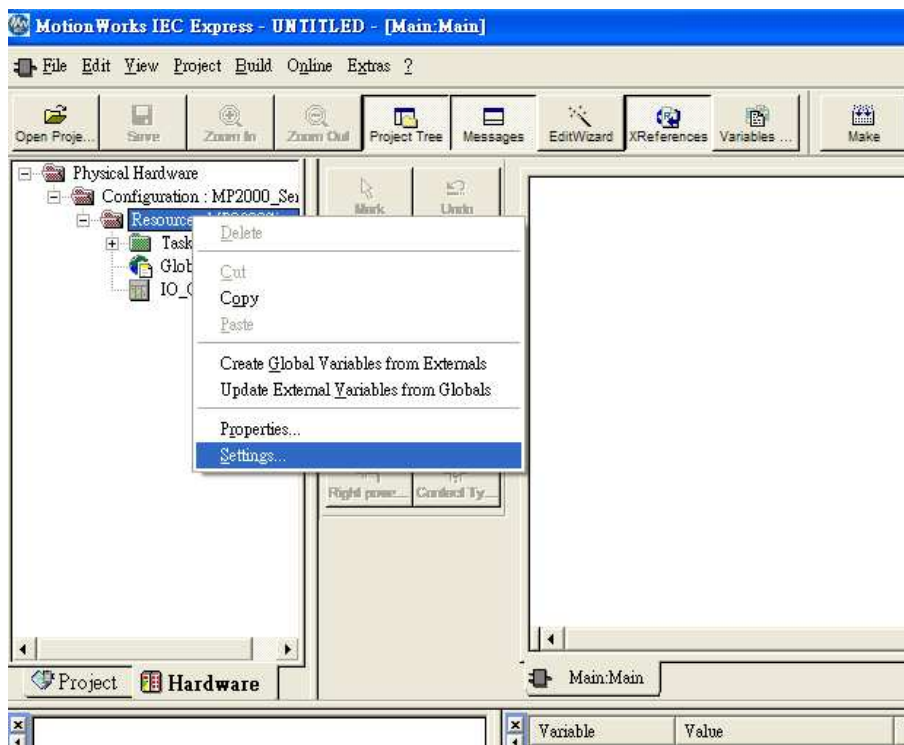 MotionWorks IEC Express - UNTITLED - [Main:Main]
File Edit View Project Build Online Extras ?
Open Proje... Save Zoom In Zoom Out Project Tree Messages EditWizard XReferences Variables ... Make
Physical Hardware
Configuration : MP2000_Ser
Resource
Task
Glob
IO_
Mark Undo
Delete
Cut
Copy
Paste
Create Global Variables from Externals
Update External Variables from Globals
Properties...
Settings...
Right powe... Contact Ty...
Project Hardware
Main:Main
Variable Value